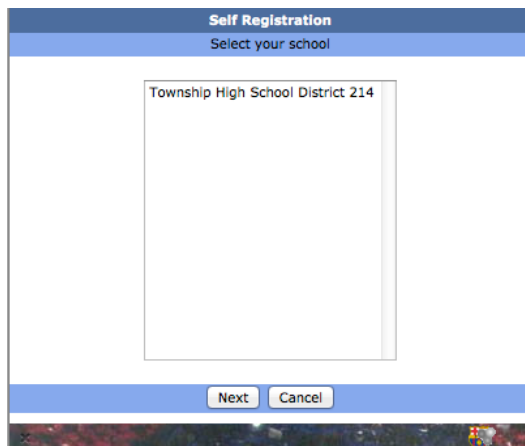 Self Registration
Select your school
Township High School District 214
Next Cancel